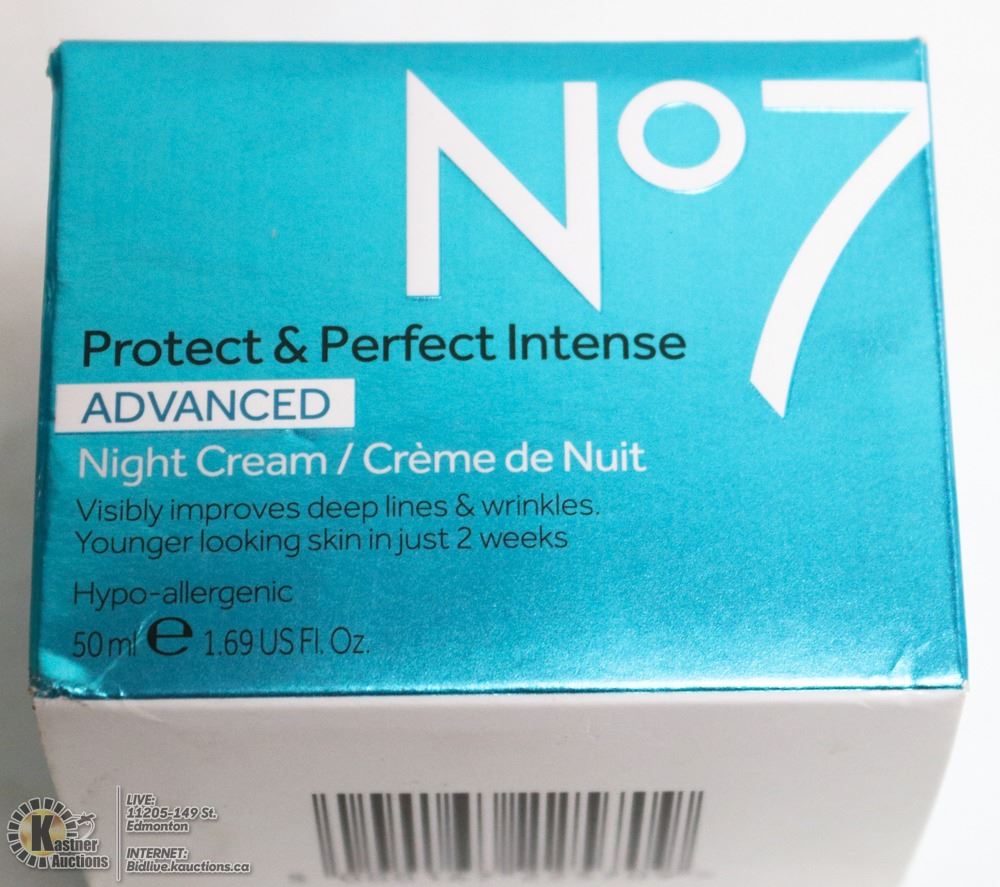 Nº7
Protect & Perfect Intense
ADVANCED
Night Cream / Crème de Nuit
Visibly improves deep lines & wrinkles.
Younger looking skin in just 2 weeks
Hypo-allergenic
50 ml e 1.69 US Fl. Oz.
Kastner
Auctions
LIVE:
11205-149 St.
Edmonton
INTERNET:
Bidlive.kauctions.ca